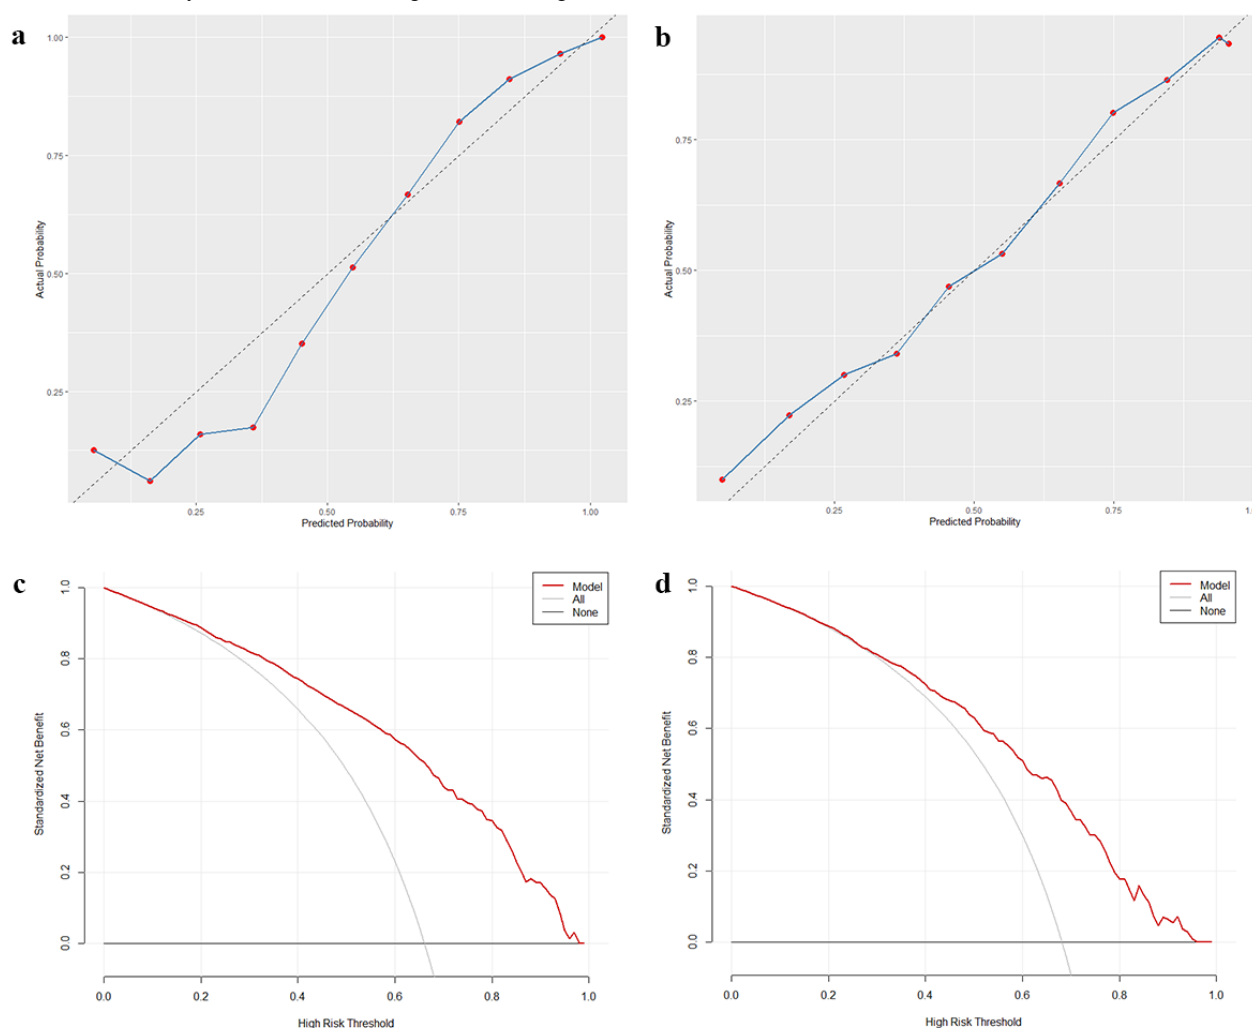 a
1.00
0.75
0.50
0.25
Actual Probability
0.25
0.50
0.75
1.00
Predicted Probability
b
0.75
0.50
0.25
Actual Probability
0.25
0.50
0.75
Predicted Probability
c
Model
All
None
1.0
0.8
0.6
0.4
0.2
0.0
Standardized Net Benefit
0.0
0.2
0.4
0.6
0.8
1.0
High Risk Threshold
d
Model
All
None
1.0
0.8
0.6
0.4
0.2
0.0
Standardized Net Benefit
0.0
0.2
0.4
0.6
0.8
1.0
High Risk Threshold